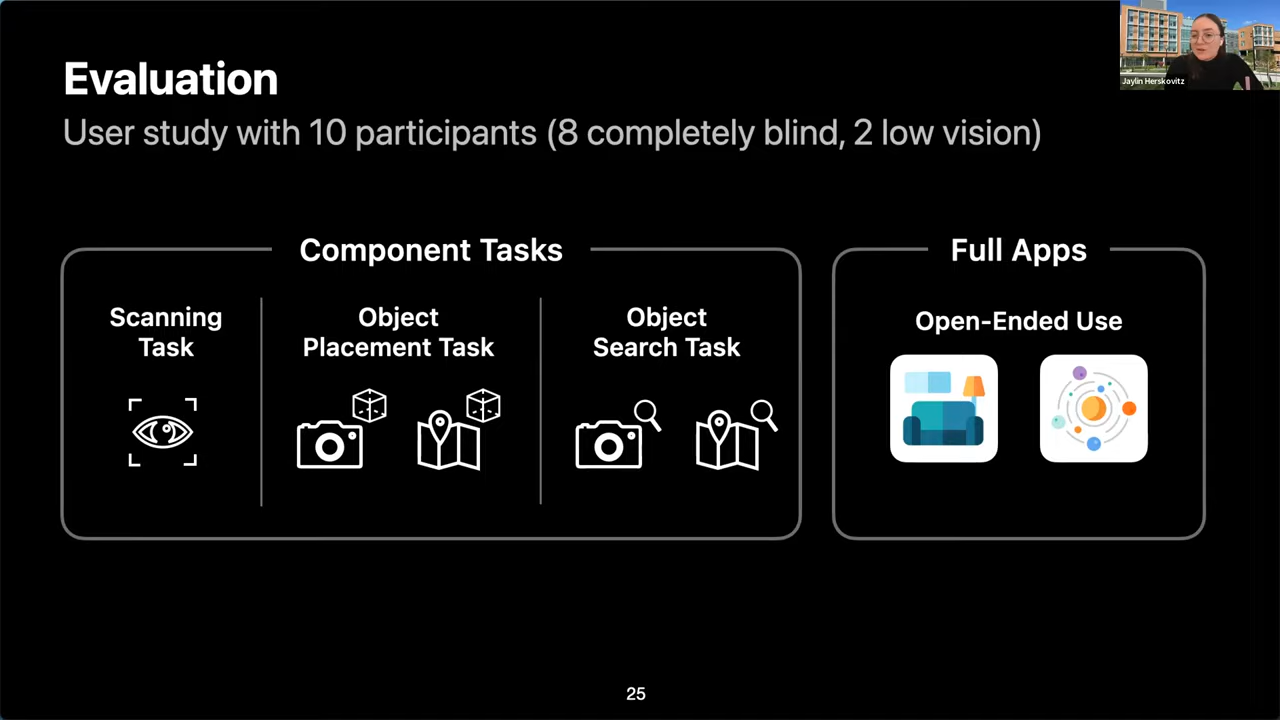 Evaluation
User study with 10 participants (8 completely blind, 2 low vision)
Jaylin Herskovitz
Component Tasks
Scanning
Task
Object
Placement Task
Object
Search Task
Full Apps
Open-Ended Use
25